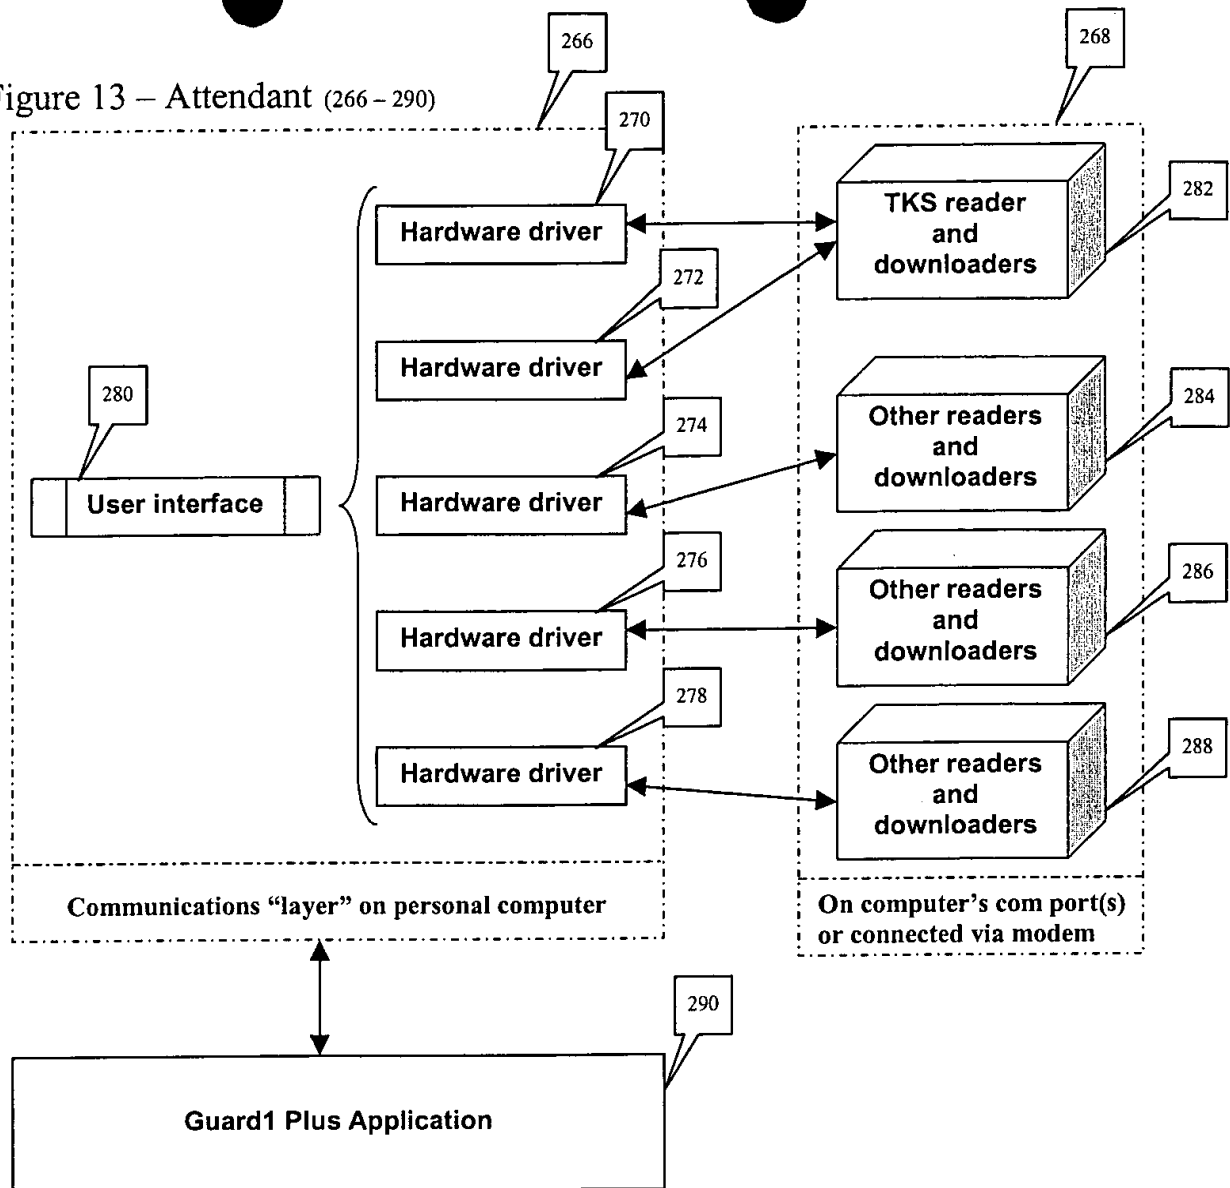 266
268
Figure 13 – Attendant (266 – 290)
270
282
Hardware driver
TKS reader
and
downloaders
272
Hardware driver
280
284
274
Other readers
and
downloaders
User interface
Hardware driver
276
286
Other readers
and
downloaders
Hardware driver
278
288
Hardware driver
Other readers
and
downloaders
Communications “layer” on personal computer
On computer’s com port(s)
or connected via modem
290
Guard1 Plus Application